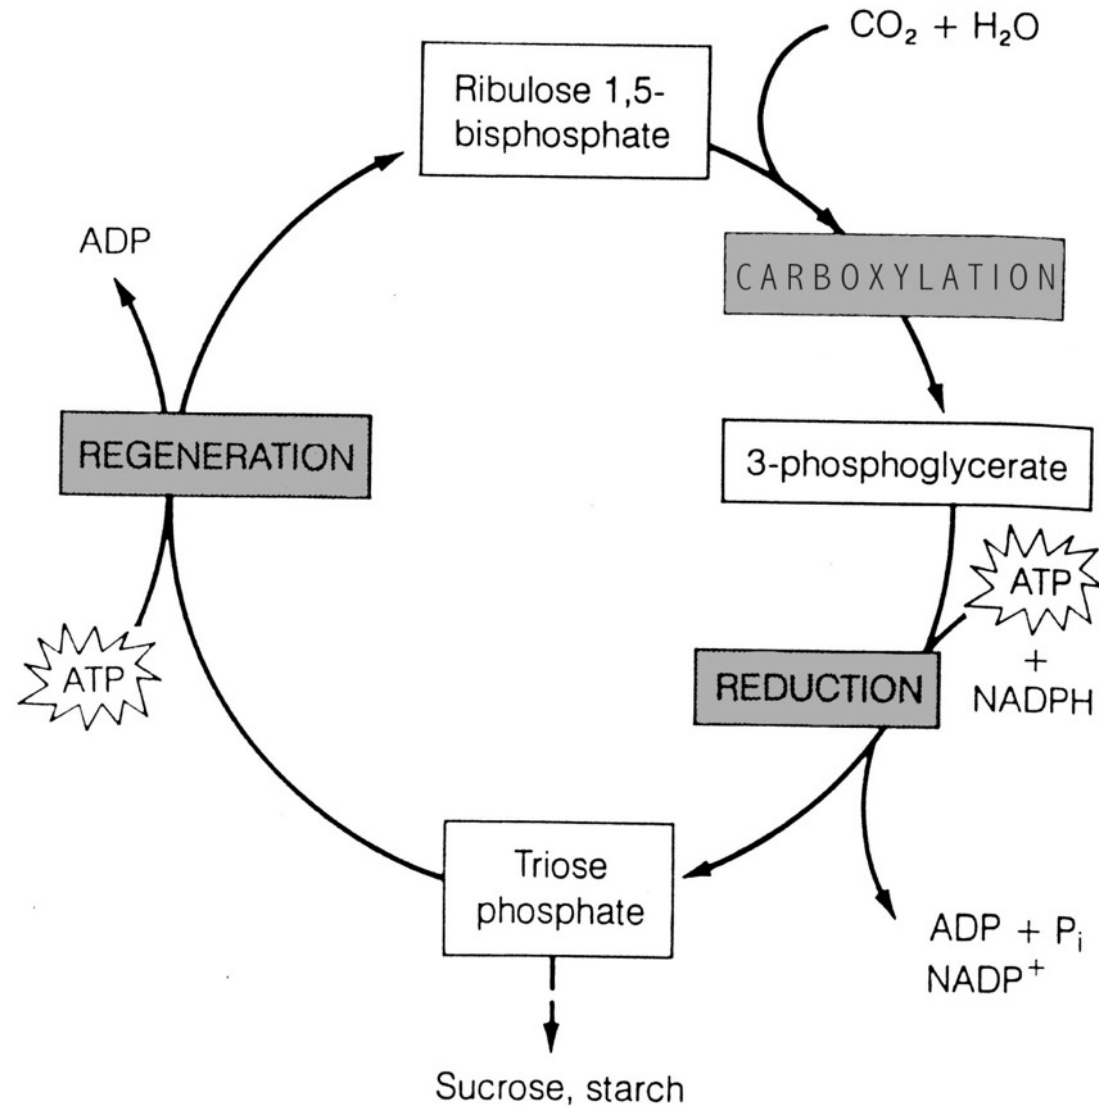 CO₂ + H₂O
Ribulose 1,5-
bisphosphate
CARBOXYLATION
3-phosphoglycerate
ATP
+
NADPH
REDUCTION
ADP + Pᵢ
NADP⁺
Triose
phosphate
Sucrose, starch
ATP
REGENERATION
ADP